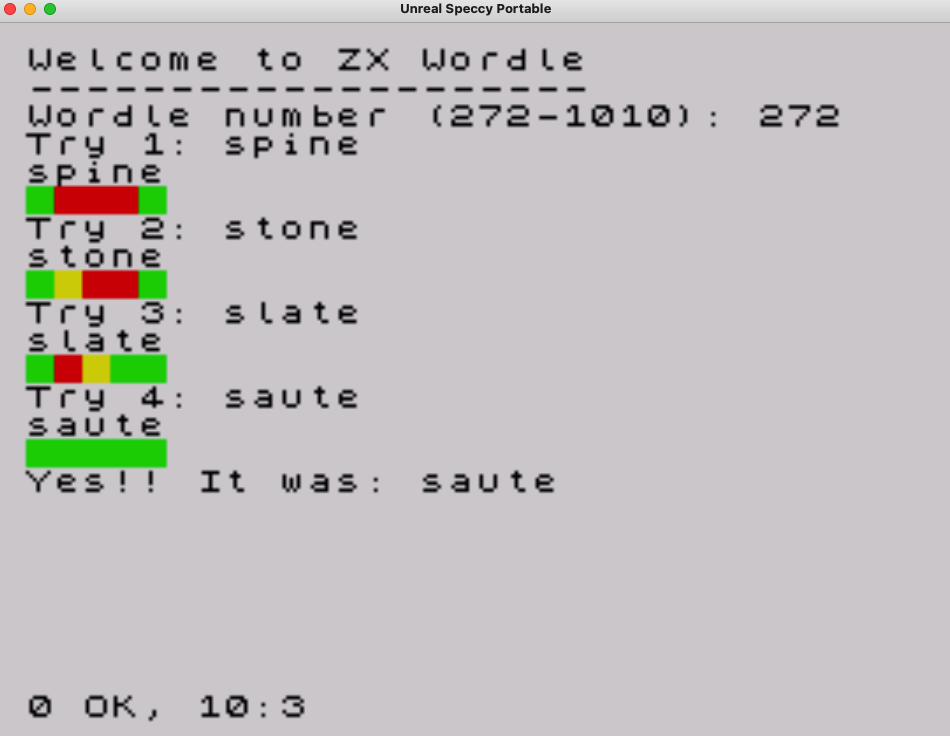 Unreal Speccy Portable
Welcome to ZX Wordle
--------------------
Wordle number (272-1010): 272
Try 1: spine
spine
Try 2: stone
stone
Try 3: slate
slate
Try 4: saute
saute
Yes!! It was: saute
0 OK, 10:3